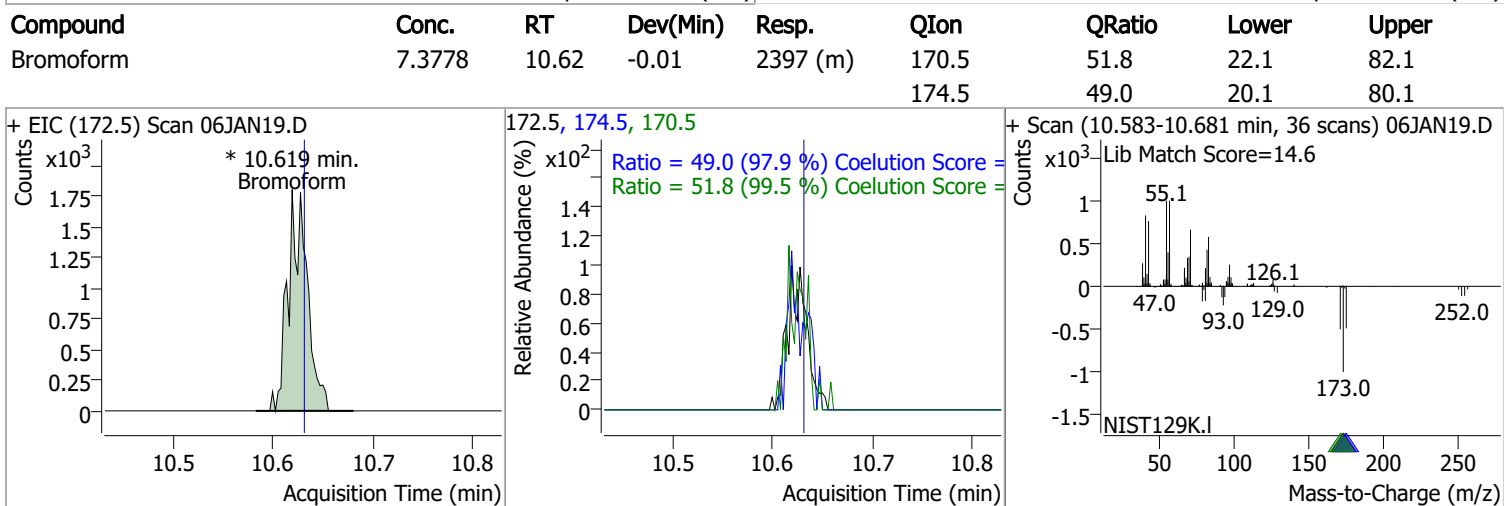 Compound Conc. RT Dev(Min) Resp. QIon QRatio Lower Upper
Bromoform 7.3778 10.62 -0.01 2397 (m) 170.5 51.8 22.1 82.1
174.5 49.0 20.1 80.1
+ EIC (172.5) Scan 06JAN19.D
Counts
x10³
* 10.619 min.
Bromoform
1.75
1.5
1.25
1
0.75
0.5
0.25
0
10.5 10.6 10.7 10.8
Acquisition Time (min)
172.5, 174.5, 170.5
Relative Abundance (%)
x10²
Ratio = 49.0 (97.9 %) Coelution Score =
Ratio = 51.8 (99.5 %) Coelution Score =
1.4
1.2
1
0.8
0.6
0.4
0.2
0
10.5 10.6 10.7 10.8
Acquisition Time (min)
+ Scan (10.583-10.681 min, 36 scans) 06JAN19.D
Counts
x10³
Lib Match Score=14.6
55.1
1
0.5
126.1
0
47.0
93.0
129.0
252.0
-0.5
-1
173.0
-1.5
NIST129K.l
50 100 150 200 250
Mass-to-Charge (m/z)